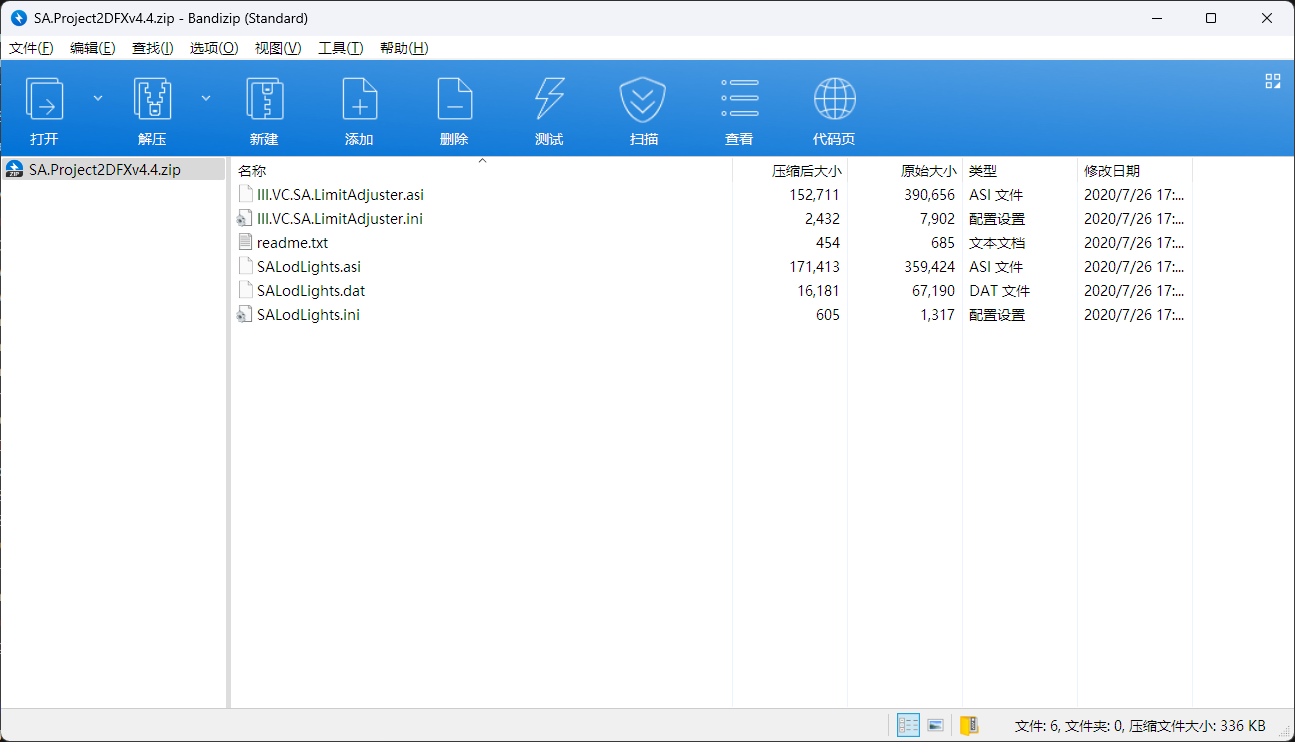 SA.Project2DFXv4.4.zip - Bandizip (Standard)
文件(F) 编辑(E) 查找(I) 选项(O) 视图(V) 工具(T) 帮助(H)
打开 解压 新建 添加 删除 测试 扫描 查看 代码页
SA.Project2DFXv4.4.zip
名称 压缩后大小 原始大小 类型 修改日期
III.VC.SA.LimitAdjuster.asi 152,711 390,656 ASI 文件 2020/7/26 17:...
III.VC.SA.LimitAdjuster.ini 2,432 7,902 配置设置 2020/7/26 17:...
readme.txt 454 685 文本文档 2020/7/26 17:...
SALodLights.asi 171,413 359,424 ASI 文件 2020/7/26 17:...
SALodLights.dat 16,181 67,190 DAT 文件 2020/7/26 17:...
SALodLights.ini 605 1,317 配置设置 2020/7/26 17:...
文件: 6, 文件夹: 0, 压缩文件大小: 336 KB